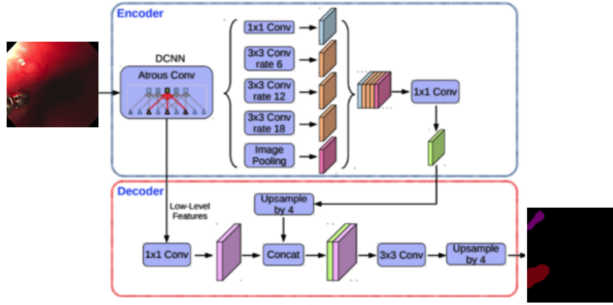 Encoder
DCNN
Atrous Conv
1x1 Conv
3x3 Conv
rate 6
3x3 Conv
rate 12
3x3 Conv
rate 18
Image
Pooling
1x1 Conv
Decoder
Low-Level
Features
Upsample
by 4
1x1 Conv
Concat
3x3 Conv
Upsample
by 4